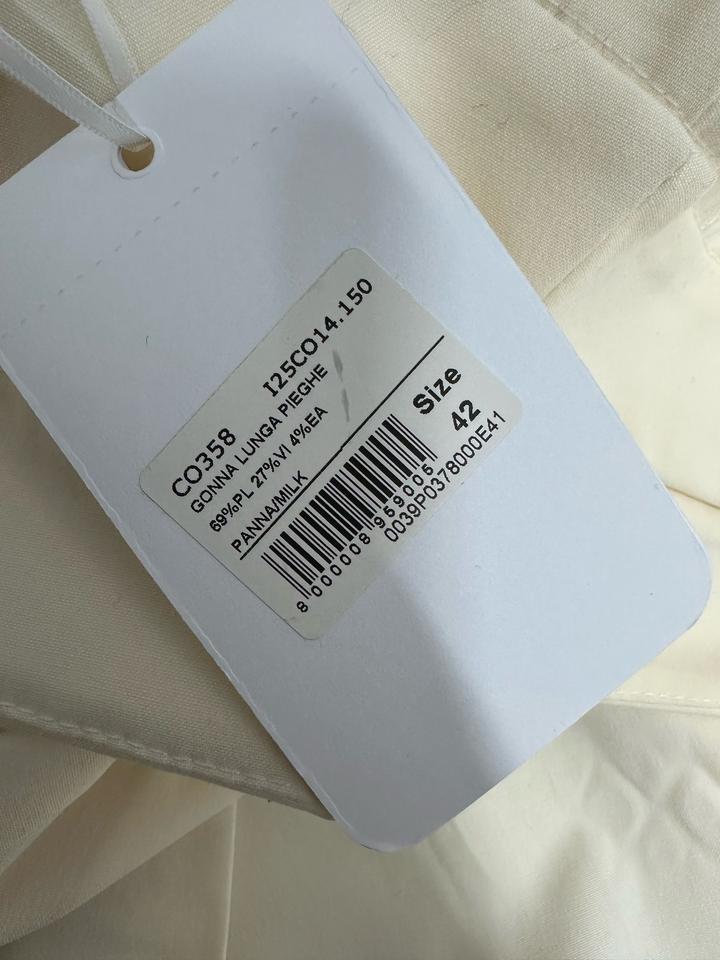 CO358 I25CO14.150
GONNA LUNGA PIEGHE
69%PL 27%VI 4%EA
PANNA/MILK
Size
42
8 000008 959006
0039P0378000E41